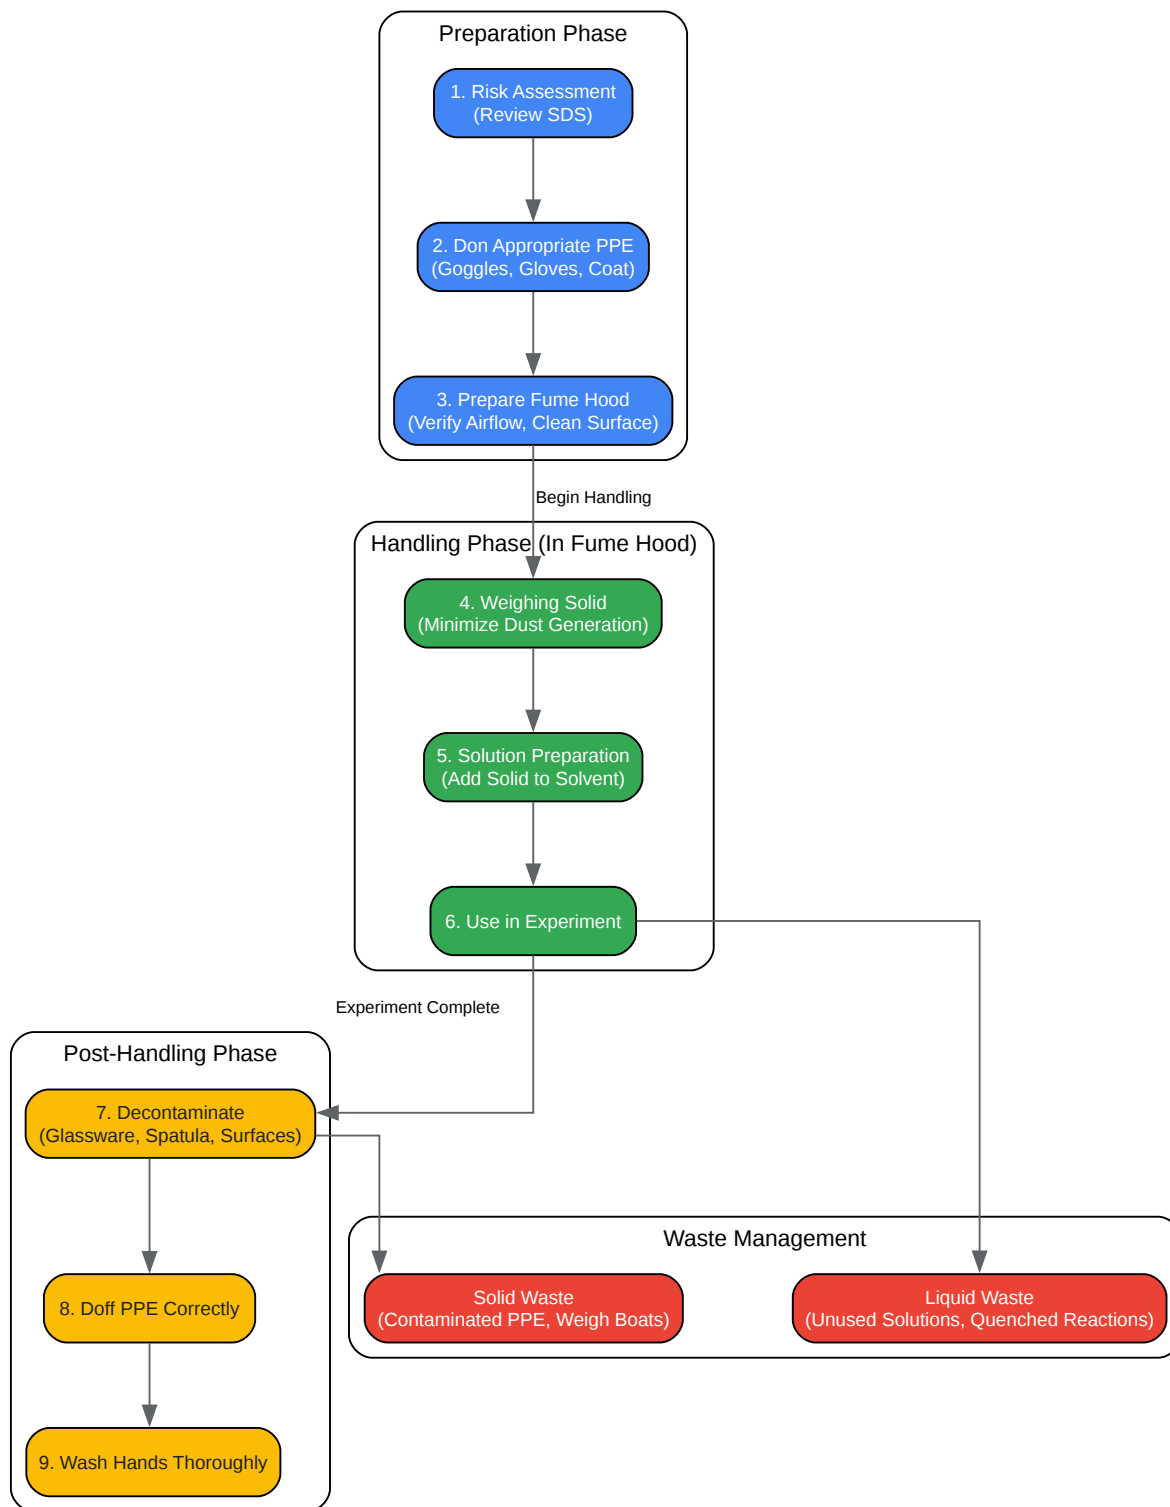 Preparation Phase
1. Risk Assessment
(Review SDS)
2. Don Appropriate PPE
(Goggles, Gloves, Coat)
3. Prepare Fume Hood
(Verify Airflow, Clean Surface)
Begin Handling
Handling Phase (In Fume Hood)
4. Weighing Solid
(Minimize Dust Generation)
5. Solution Preparation
(Add Solid to Solvent)
6. Use in Experiment
Experiment Complete
Post-Handling Phase
7. Decontaminate
(Glassware, Spatula, Surfaces)
8. Doff PPE Correctly
9. Wash Hands Thoroughly
Waste Management
Solid Waste
(Contaminated PPE, Weigh Boats)
Liquid Waste
(Unused Solutions, Quenched Reactions)